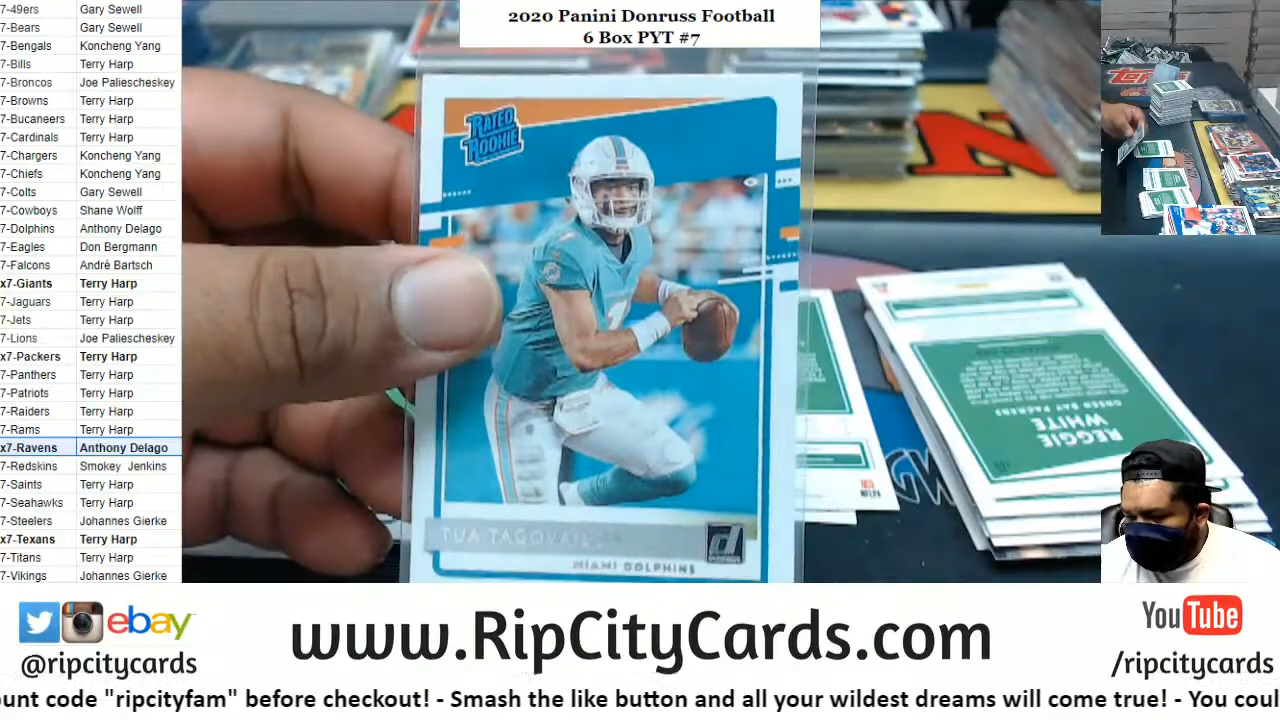 7-49ers Gary Sewell
7-Bears Gary Sewell
7-Bengals Koncheng Yang
7-Bills Terry Harp
7-Broncos Joe Paliescheskey
7-Browns Terry Harp
7-Bucaneers Terry Harp
7-Cardinals Terry Harp
7-Chargers Koncheng Yang
7-Chiefs Koncheng Yang
7-Colts Gary Sewell
7-Cowboys Shane Wolff
7-Dolphins Anthony Delago
7-Eagles Don Bergmann
7-Falcons Andrè Bartsch
x7-Giants Terry Harp
7-Jaguars Terry Harp
7-Jets Terry Harp
7-Lions Joe Paliescheskey
x7-Packers Terry Harp
7-Panthers Terry Harp
7-Patriots Terry Harp
7-Raiders Terry Harp
7-Rams Terry Harp
x7-Ravens Anthony Delago
7-Redskins Smokey Jenkins
7-Saints Terry Harp
7-Seahawks Terry Harp
7-Steelers Johannes Gierke
x7-Texans Terry Harp
7-Titans Terry Harp
7-Vikings Johannes Gierke
2020 Panini Donruss Football
6 Box PYT #7
RATED
ROOKIE
TUA TAGOVAILOA
MIAMI DOLPHINS
REGGIE
WHITE
GREEN BAY PACKERS
Topps
ebay
@ripcitycards
www.RipCityCards.com
YouTube
/ripcitycards
ount code "ripcityfam" before checkout! - Smash the like button and all your wildest dreams will come true! - You coul